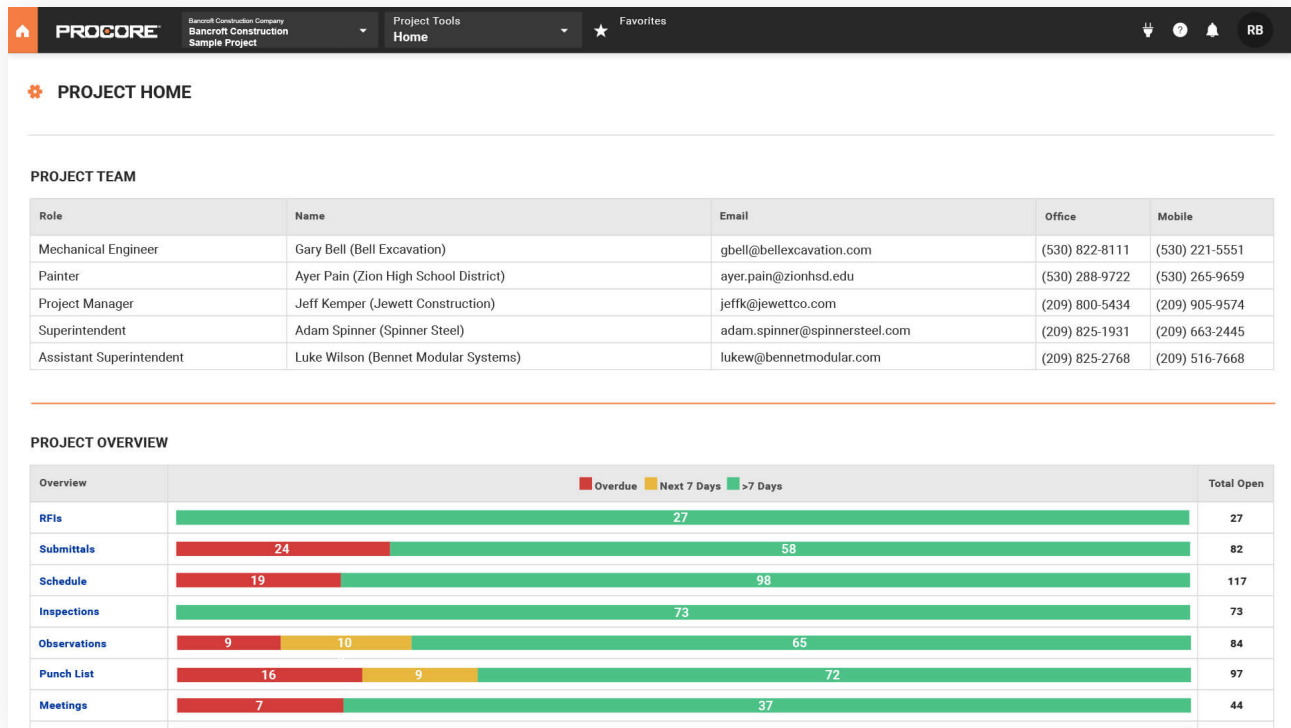 PROCORE
Bancroft Construction Company
Bancroft Construction
Sample Project
Project Tools
Home
Favorites
RB
PROJECT HOME
PROJECT TEAM
Role Name Email Office Mobile
Mechanical Engineer Gary Bell (Bell Excavation) gbell@bellexcavation.com (530) 822-8111 (530) 221-5551
Painter Ayer Pain (Zion High School District) ayer.pain@zionhsd.edu (530) 288-9722 (530) 265-9659
Project Manager Jeff Kemper (Jewett Construction) jeffk@jewettco.com (209) 800-5434 (209) 905-9574
Superintendent Adam Spinner (Spinner Steel) adam.spinner@spinnersteel.com (209) 825-1931 (209) 663-2445
Assistant Superintendent Luke Wilson (Bennet Modular Systems) lukew@bennetmodular.com (209) 825-2768 (209) 516-7668
PROJECT OVERVIEW
Overview Overdue Next 7 Days >7 Days Total Open
RFIs 27 27
Submittals 24 58 82
Schedule 19 98 117
Inspections 73 73
Observations 9 10 65 84
Punch List 16 9 72 97
Meetings 7 37 44